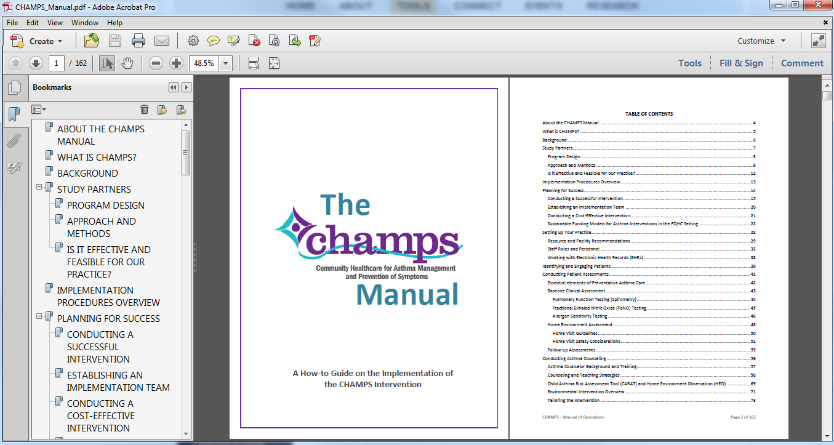 CHAMPS_Manual.pdf - Adobe Acrobat Pro
HOME ABOUT TOOLS CONNECT EVENTS RESEARCH
File Edit View Window Help
Create
Customize
1 / 162
48.5%
Tools Fill & Sign Comment
Bookmarks
ABOUT THE CHAMPS
MANUAL
WHAT IS CHAMPS?
BACKGROUND
STUDY PARTNERS
PROGRAM DESIGN
APPROACH AND
METHODS
IS IT EFFECTIVE AND
FEASIBLE FOR OUR
PRACTICE?
IMPLEMENTATION
PROCEDURES OVERVIEW
PLANNING FOR SUCCESS
CONDUCTING A
SUCCESSFUL
INTERVENTION
ESTABLISHING AN
IMPLEMENTATION TEAM
CONDUCTING A
COST-EFFECTIVE
INTERVENTION
The
champs
Community Healthcare for Asthma Management
and Prevention of Symptoms
Manual
A How-to Guide on the Implementation of
the CHAMPS Intervention
TABLE OF CONTENTS
About the CHAMPS Manual 4
What is CHAMPS? 5
Background 6
Study Partners 7
Program Design 8
Approach and Methods 9
Is it Effective and Feasible for our Practice? 12
Implementation Procedures Overview 13
Planning for Success 14
Conducting a Successful Intervention 15
Establishing an Implementation Team 20
Conducting a Cost-Effective Intervention 21
Sustainable Funding Models for Asthma Interventions in the FQHC Setting 22
Setting up Your Practice 28
Resource and Facility Recommendations 29
Staff Roles and Personnel 31
Working with Electronic Health Records (EHRs) 38
Identifying and Engaging Patients 39
Conducting Patient Assessments 41
Essential elements of Preventative Asthma Care 42
Baseline Clinical Assessment 43
Pulmonary Function Testing (Spirometry) 44
Fractional Exhaled Nitric Oxide (FeNO) Testing 45
Allergen Sensitivity Testing 46
Home Environment Assessment 48
Home Visit Guidelines 50
Home Visit Safety Considerations 52
Follow-up Assessments 55
Conducting Asthma Counseling 56
Asthma Counselor Background and Training 57
Counseling and Teaching Strategies 58
Child Asthma Risk Assessment Tool (CARAT) and Home Environment Observation (HEO) 69
Environmental Intervention Overview 71
Tailoring the Intervention 73
CHAMPS - Manual of Operations Page 2 of 162